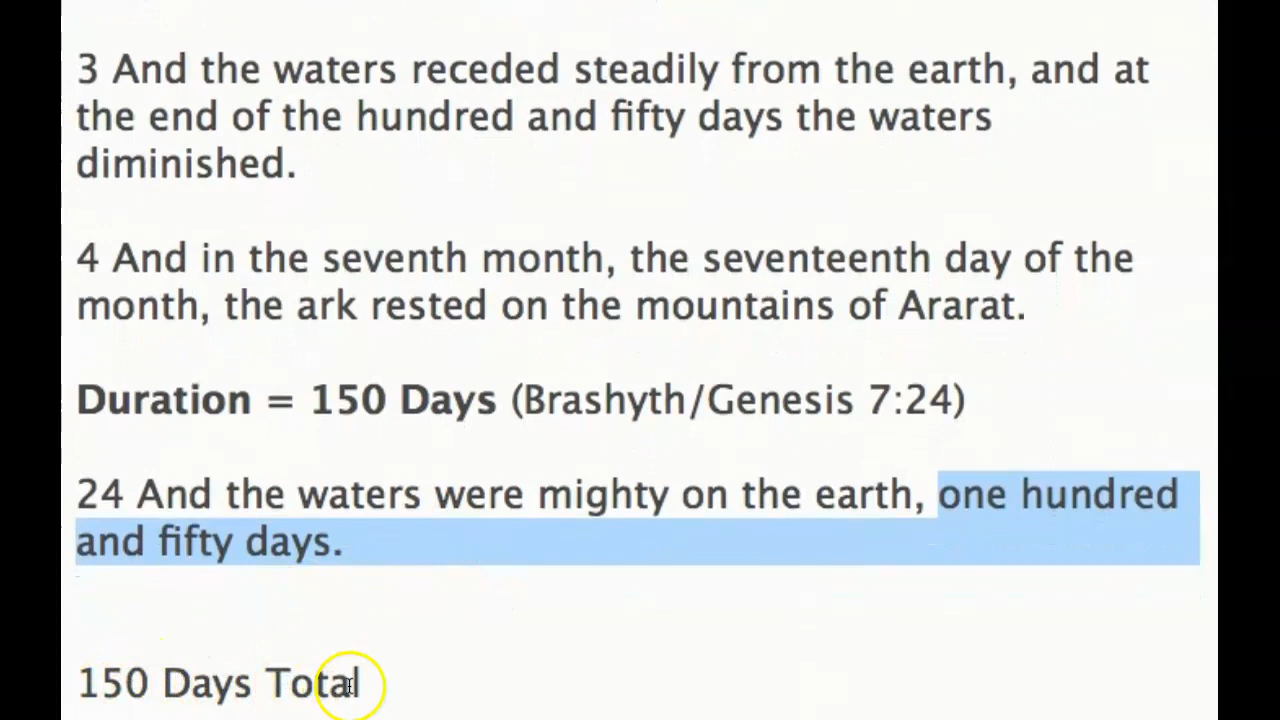 3 And the waters receded steadily from the earth, and at
the end of the hundred and fifty days the waters
diminished.
4 And in the seventh month, the seventeenth day of the
month, the ark rested on the mountains of Ararat.
Duration = 150 Days (Brashyth/Genesis 7:24)
24 And the waters were mighty on the earth, one hundred
and fifty days.
150 Days Total